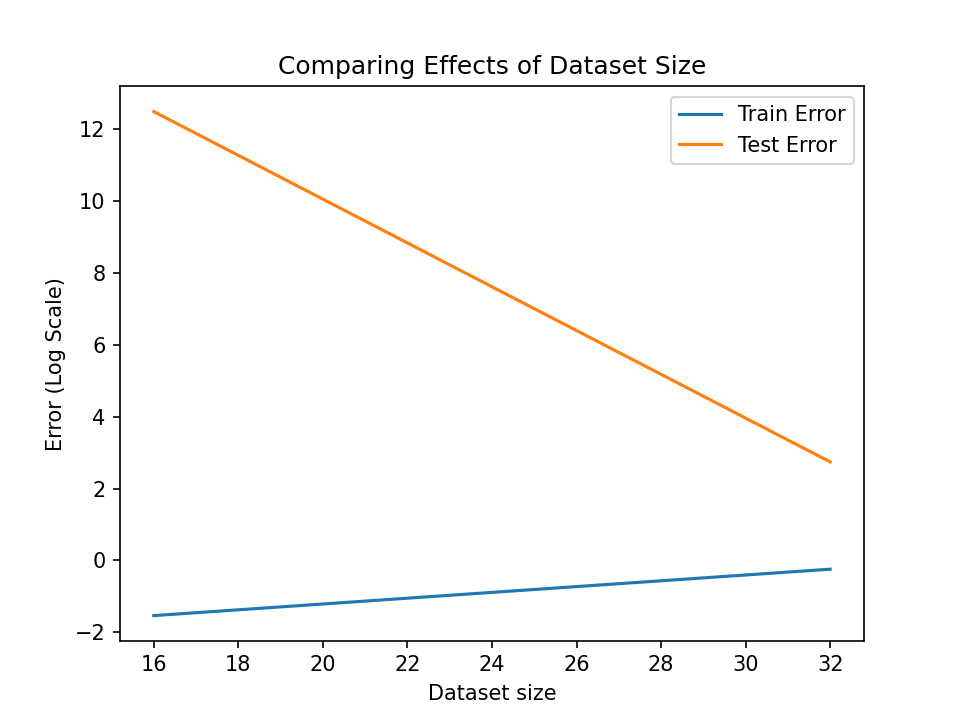 Comparing Effects of Dataset Size
Train Error
Test Error
Error (Log Scale)
12
10
8
6
4
2
0
−2
16 18 20 22 24 26 28 30 32
Dataset size